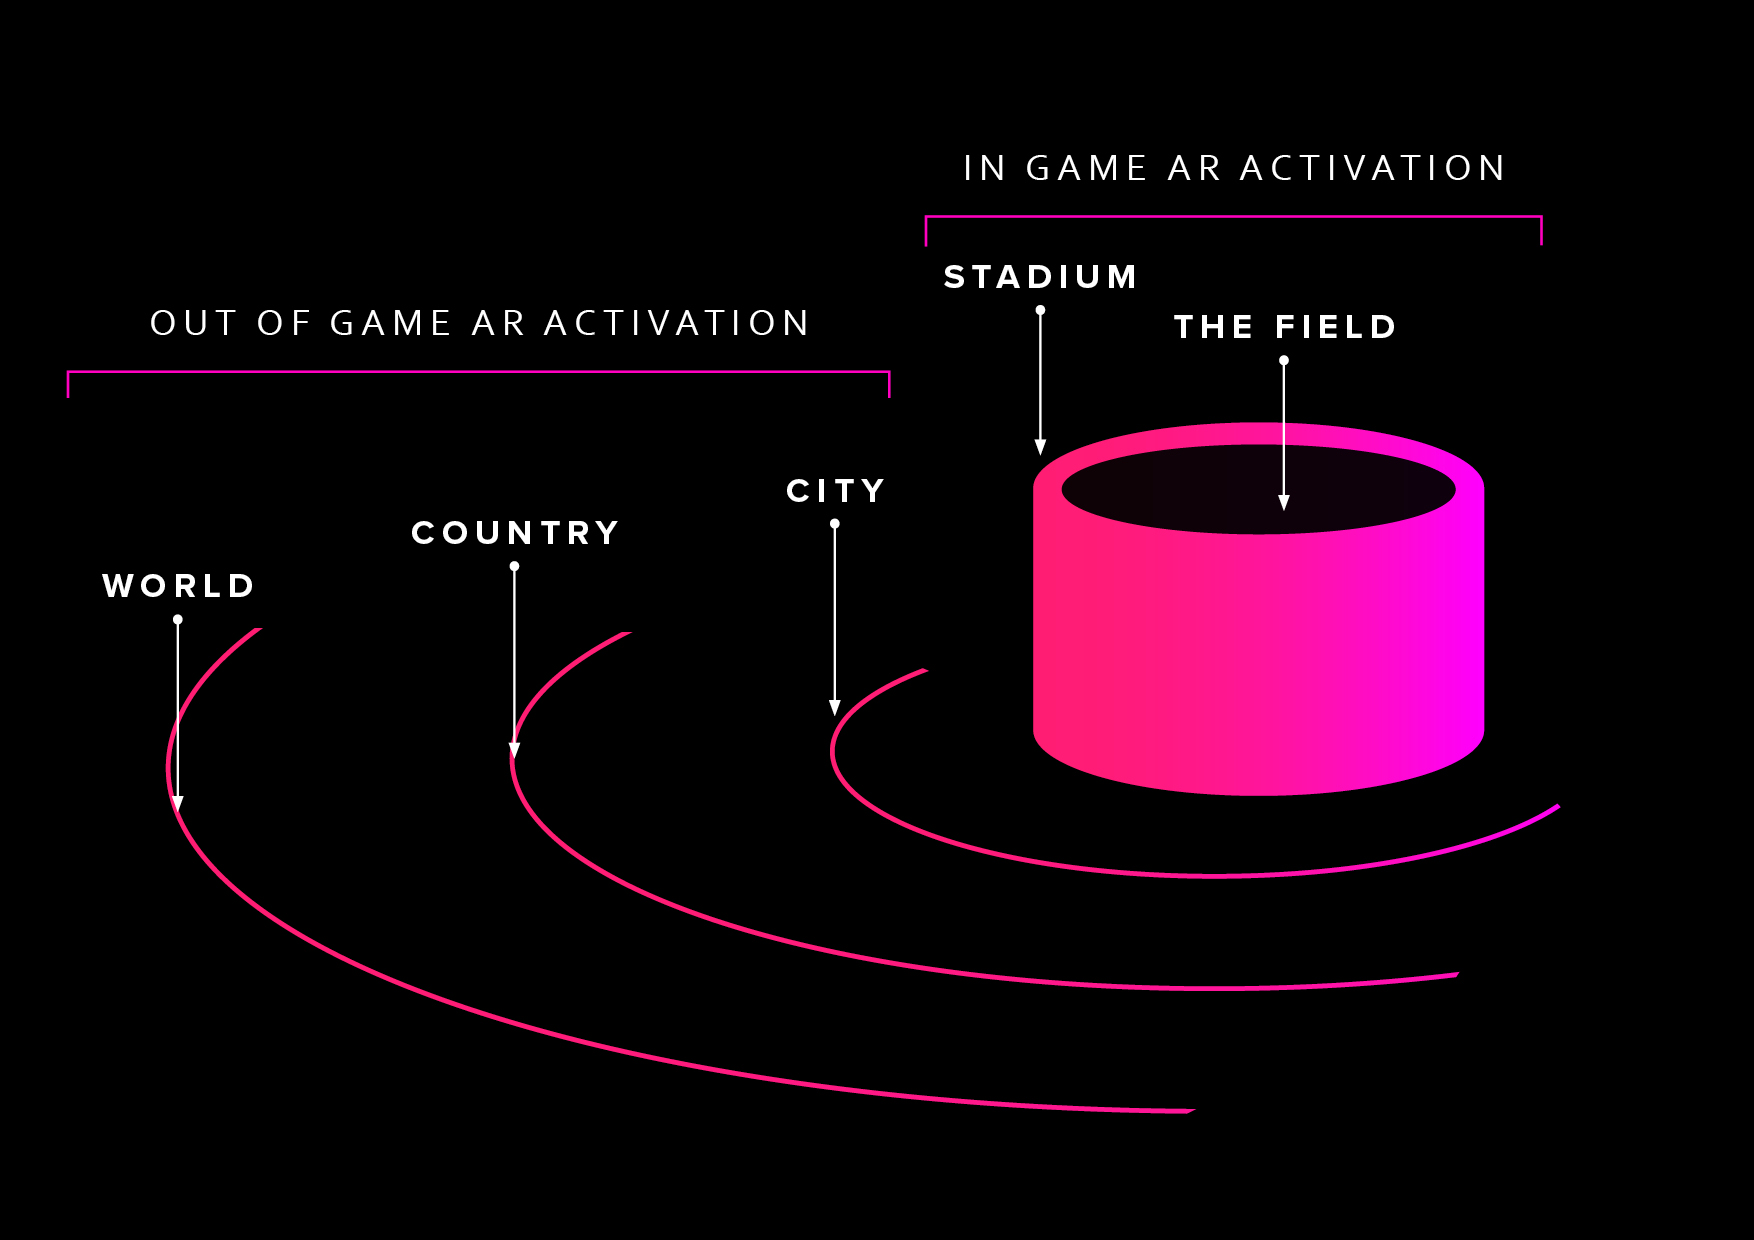 IN GAME AR ACTIVATION
STADIUM
THE FIELD
OUT OF GAME AR ACTIVATION
CITY
COUNTRY
WORLD